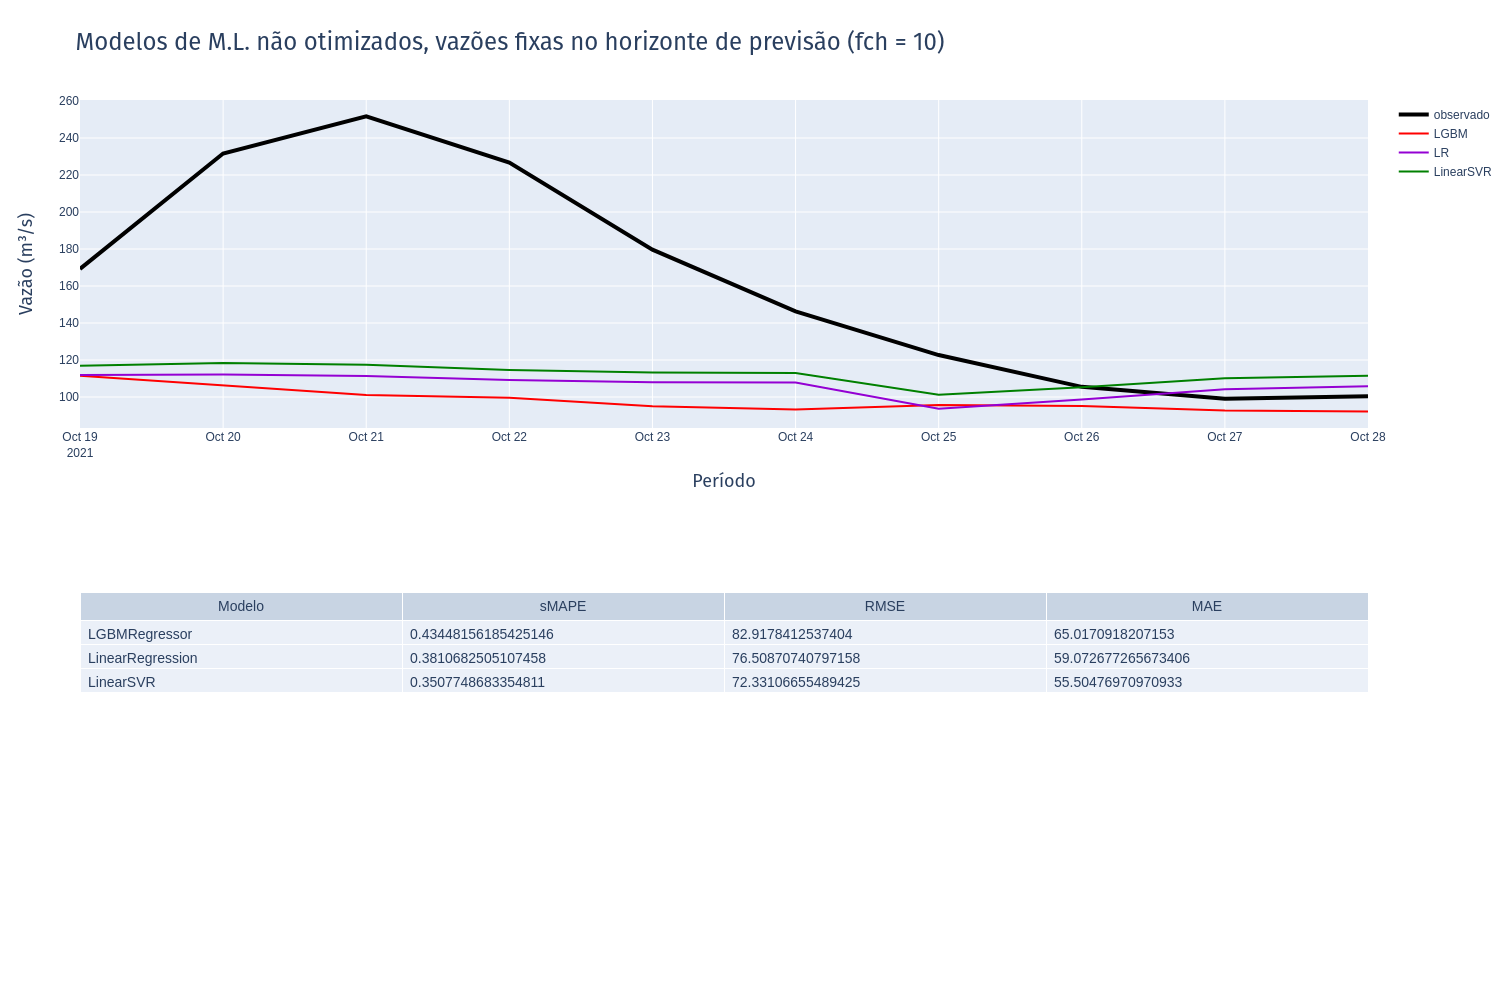 Modelos de M.L. não otimizados, vazões fixas no horizonte de previsão (fch = 10)
260
240
220
200
180
160
140
120
100
Vazão (m³/s)
Oct 19 Oct 20 Oct 21 Oct 22 Oct 23 Oct 24 Oct 25 Oct 26 Oct 27 Oct 28
2021
Período
observado
LGBM
LR
LinearSVR
Modelo sMAPE RMSE MAE
LGBMRegressor 0.43448156185425146 82.9178412537404 65.0170918207153
LinearRegression 0.3810682505107458 76.50870740797158 59.072677265673406
LinearSVR 0.3507748683354811 72.33106655489425 55.50476970970933